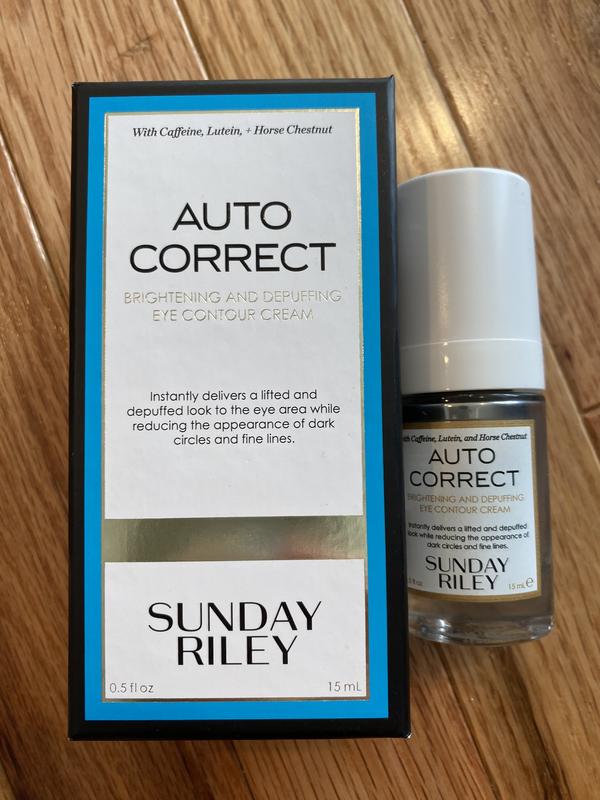 With Caffeine, Lutein, + Horse Chestnut
AUTO
CORRECT
BRIGHTENING AND DEPUFFING
EYE CONTOUR CREAM
Instantly delivers a lifted and
depuffed look to the eye area while
reducing the appearance of dark
circles and fine lines.
SUNDAY
RILEY
0.5 fl oz 15 mL
Caffeine, Lutein, and Horse Chestnut
AUTO
CORRECT
BRIGHTENING AND DEPUFFING
EYE CONTOUR CREAM
Instantly delivers a lifted and depuffed
look while reducing the appearance of
dark circles and fine lines.
SUNDAY
RILEY
fl oz 15 mL ℮